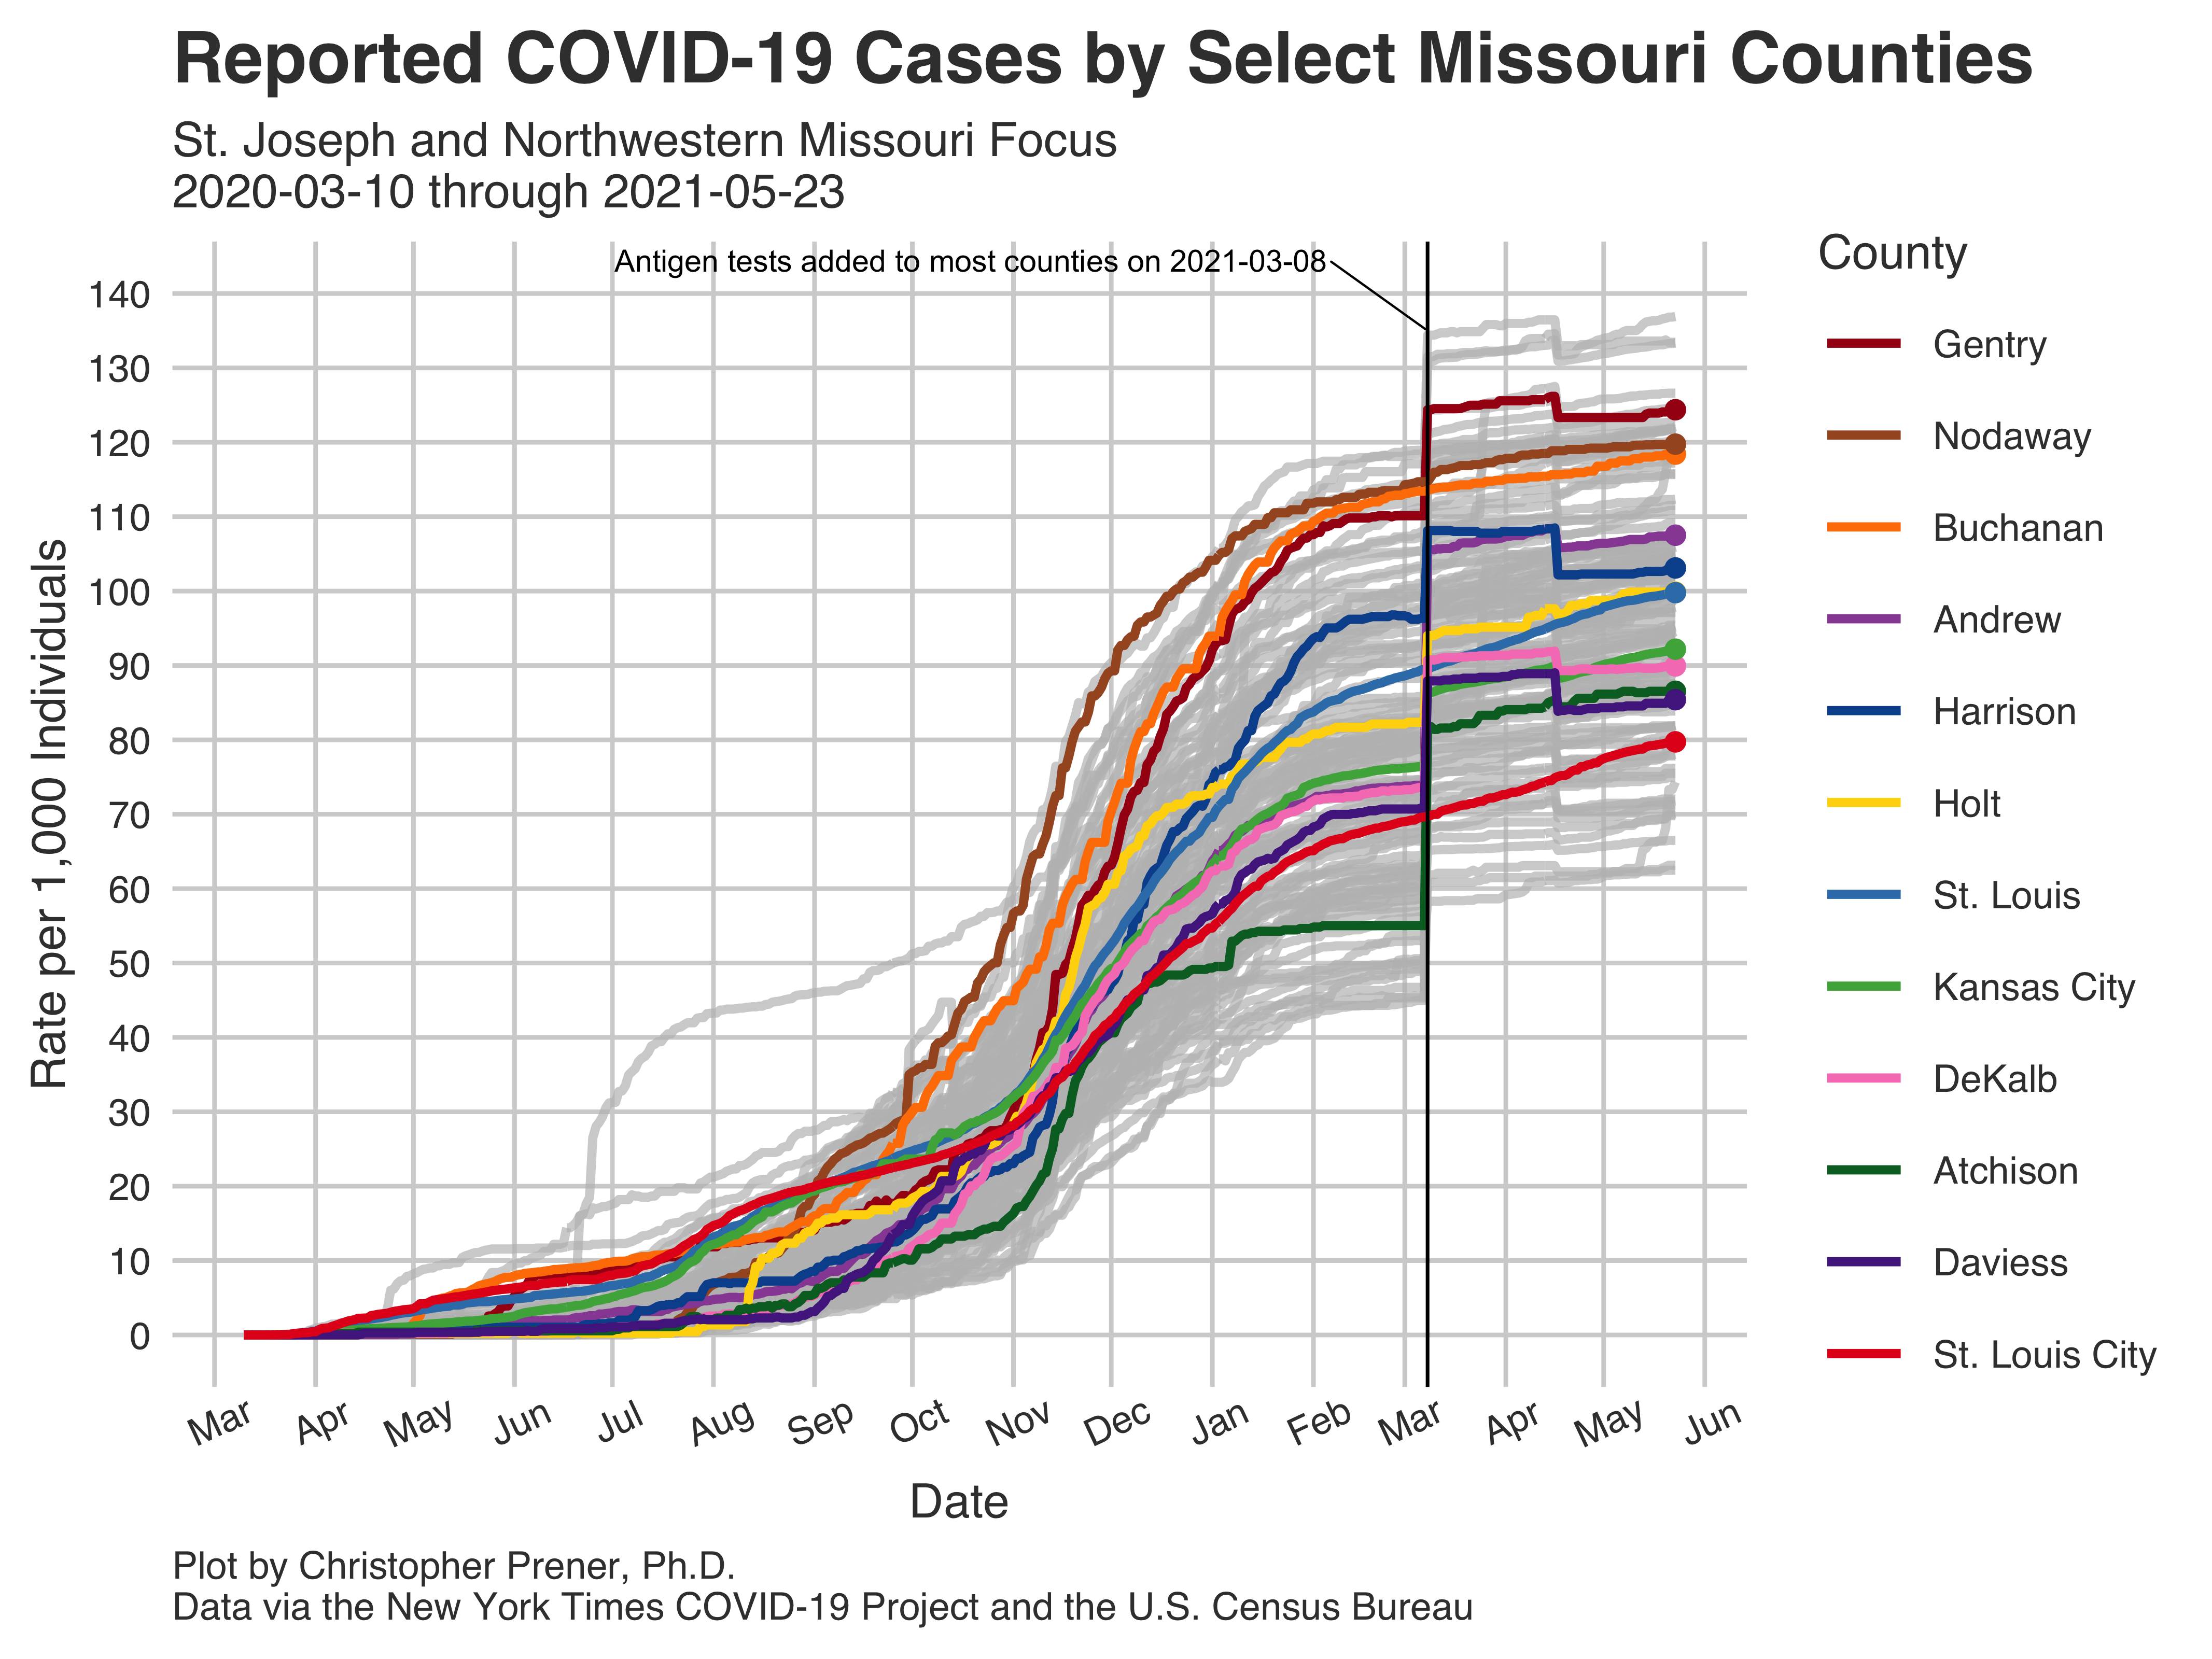 Reported COVID-19 Cases by Select Missouri Counties
St. Joseph and Northwestern Missouri Focus
2020-03-10 through 2021-05-23
Antigen tests added to most counties on 2021-03-08
Rate per 1,000 Individuals
140
130
120
110
100
90
80
70
60
50
40
30
20
10
0
Mar
Apr
May
Jun
Jul
Aug
Sep
Oct
Nov
Dec
Jan
Feb
Mar
Apr
May
Jun
Date
County
Gentry
Nodaway
Buchanan
Andrew
Harrison
Holt
St. Louis
Kansas City
DeKalb
Atchison
Daviess
St. Louis City
Plot by Christopher Prener, Ph.D.
Data via the New York Times COVID-19 Project and the U.S. Census Bureau